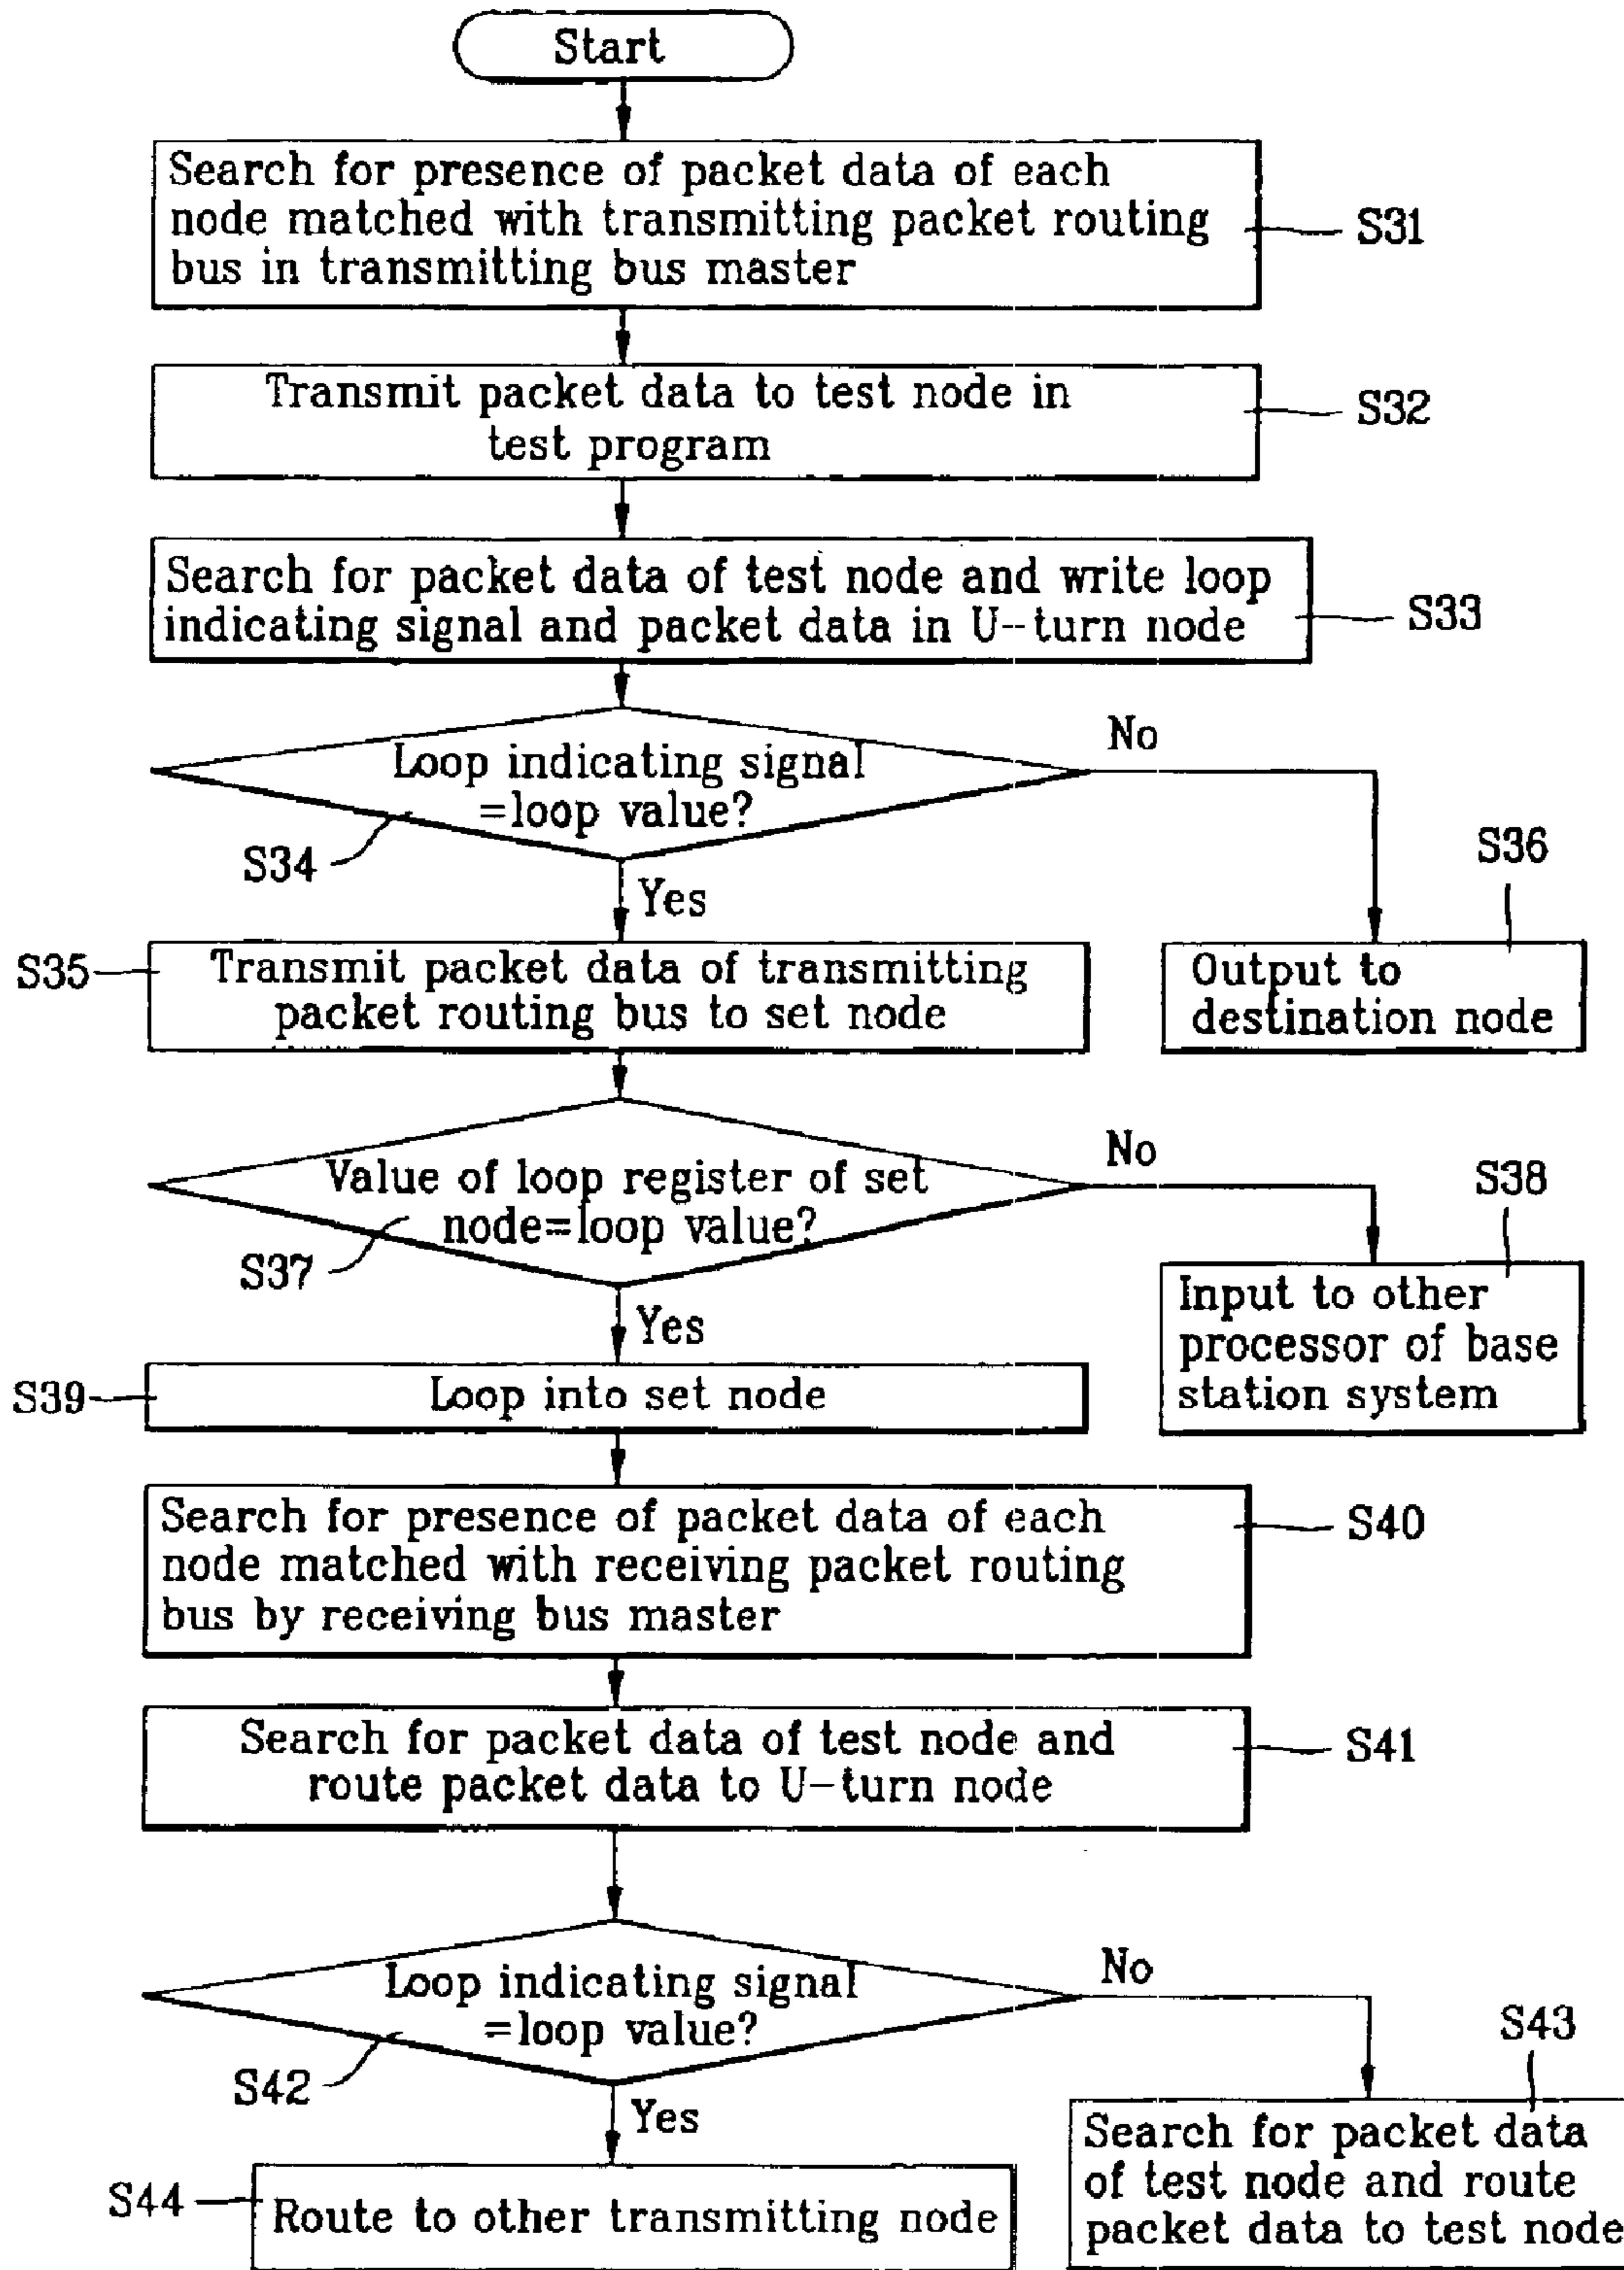 Start
Search for presence of packet data of each
node matched with transmitting packet routing
bus in transmitting bus master
S31
Transmit packet data to test node in
test program
S32
Search for packet data of test node and write loop
indicating signal and packet data in U-turn node
S33
Loop indicating signal
=loop value?
No
S34
Yes
S36
S35
Transmit packet data of transmitting
packet routing bus to set node
Output to
destination node
Value of loop register of set
node=loop value?
No
S37
Yes
S38
Input to other
processor of base
station system
S39
Loop into set node
Search for presence of packet data of each
node matched with receiving packet routing
bus by receiving bus master
S40
Search for packet data of test node and
route packet data to U-turn node
S41
Loop indicating signal
=loop value?
No
S42
Yes
S43
Search for packet data
of test node and route
packet data to test node
S44
Route to other transmitting node